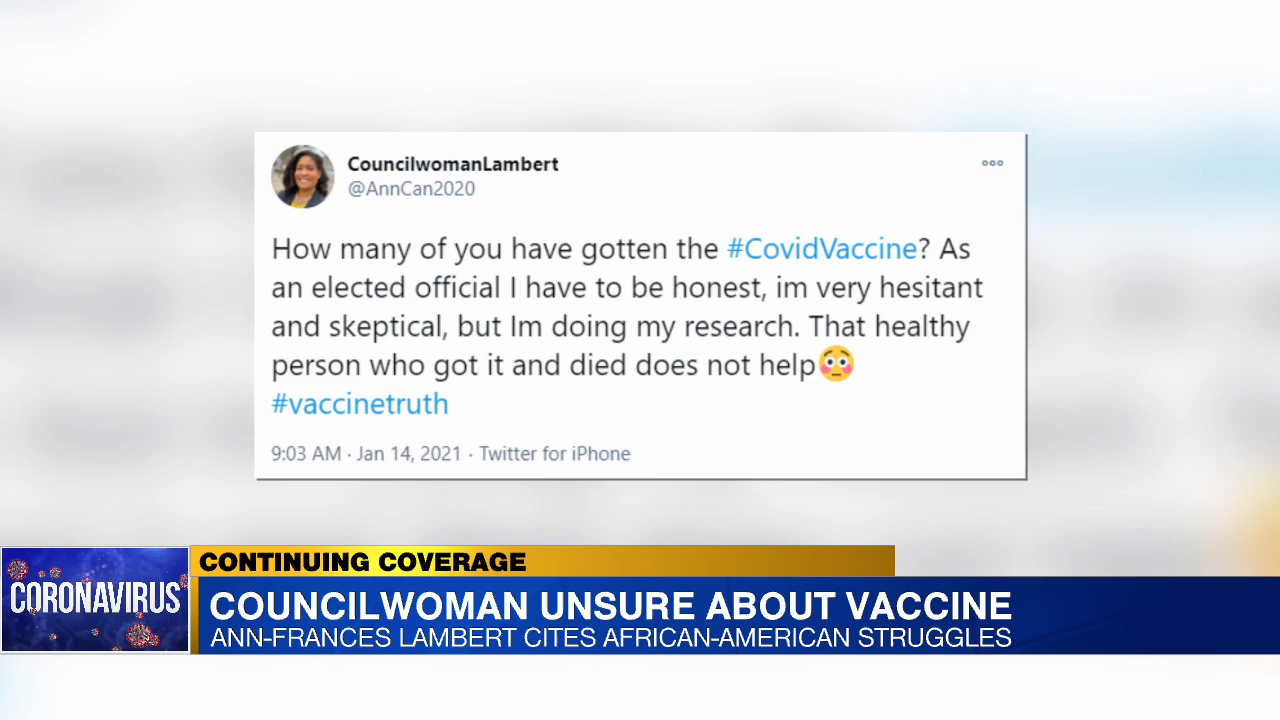 CouncilwomanLambert
@AnnCan2020
How many of you have gotten the #CovidVaccine? As
an elected official I have to be honest, im very hesitant
and skeptical, but Im doing my research. That healthy
person who got it and died does not help😳
#vaccinetruth
9:03 AM · Jan 14, 2021 · Twitter for iPhone
CONTINUING COVERAGE
CORONAVIRUS
COUNCILWOMAN UNSURE ABOUT VACCINE
ANN-FRANCES LAMBERT CITES AFRICAN-AMERICAN STRUGGLES